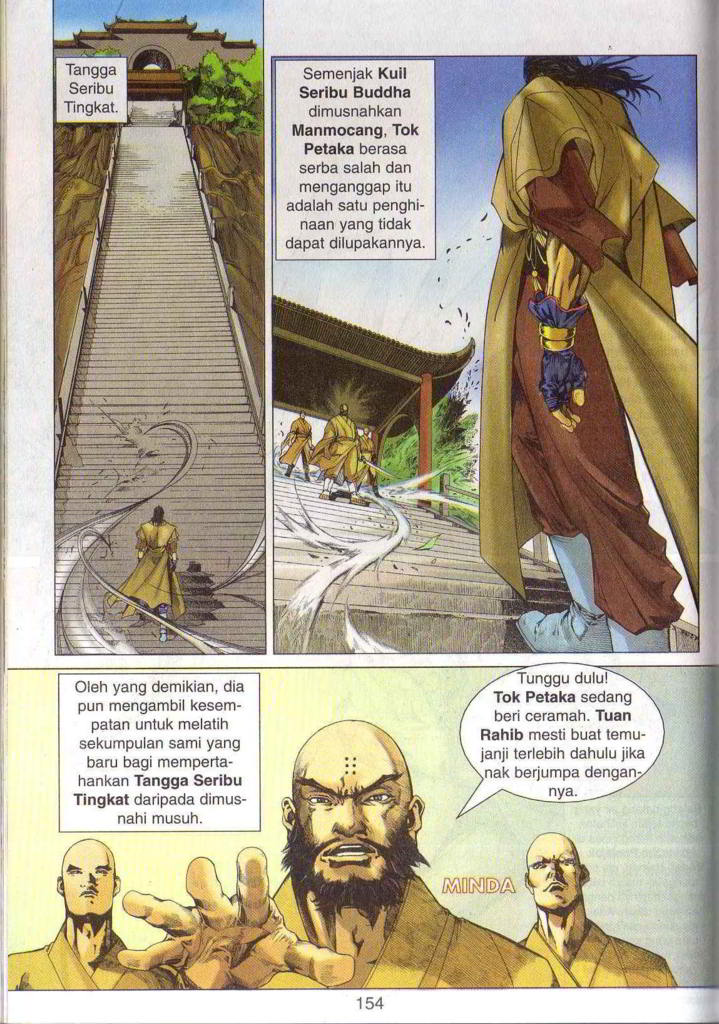 Tangga
Seribu
Tingkat.
Semenjak Kuil
Seribu Buddha
dimusnahkan
Manmocang, Tok
Petaka berasa
serba salah dan
menganggap itu
adalah satu penghi-
naan yang tidak
dapat dilupakannya.
Oleh yang demikian, dia
pun mengambil kesem-
patan untuk melatih
sekumpulan sami yang
baru bagi memperta-
hankan Tangga Seribu
Tingkat daripada dimus-
nahi musuh.
Tunggu dulu!
Tok Petaka sedang
beri ceramah. Tuan
Rahib mesti buat temu-
janji terlebih dahulu jika
nak berjumpa dengan-
nya.
MINDA
154